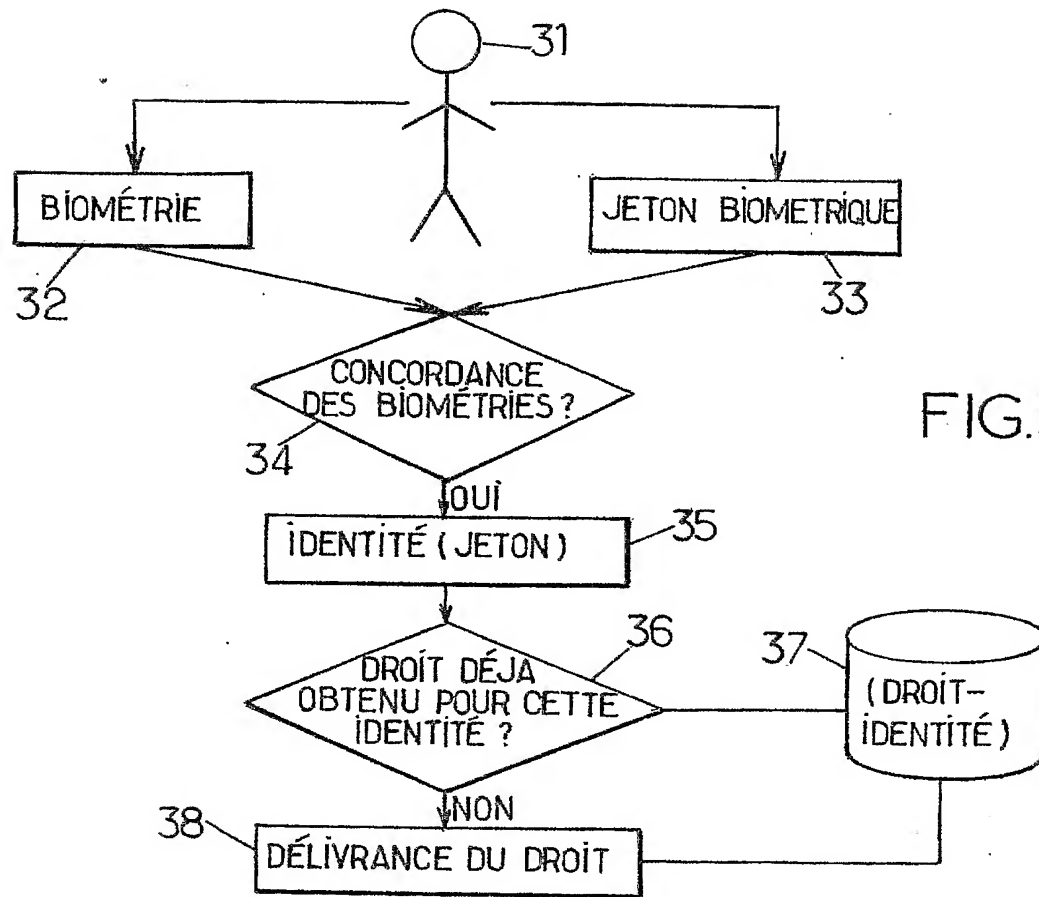 31
BIOMÉTRIE
JETON BIOMETRIQUE
32
33
CONCORDANCE
DES BIOMÉTRIES ?
34
FIG.
OUI
IDENTITÉ ( JETON )
35
36
37
DROIT DÉJA
OBTENU POUR CETTE
IDENTITÉ ?
(DROIT-
IDENTITÉ)
NON
38
DÉLIVRANCE DU DROIT